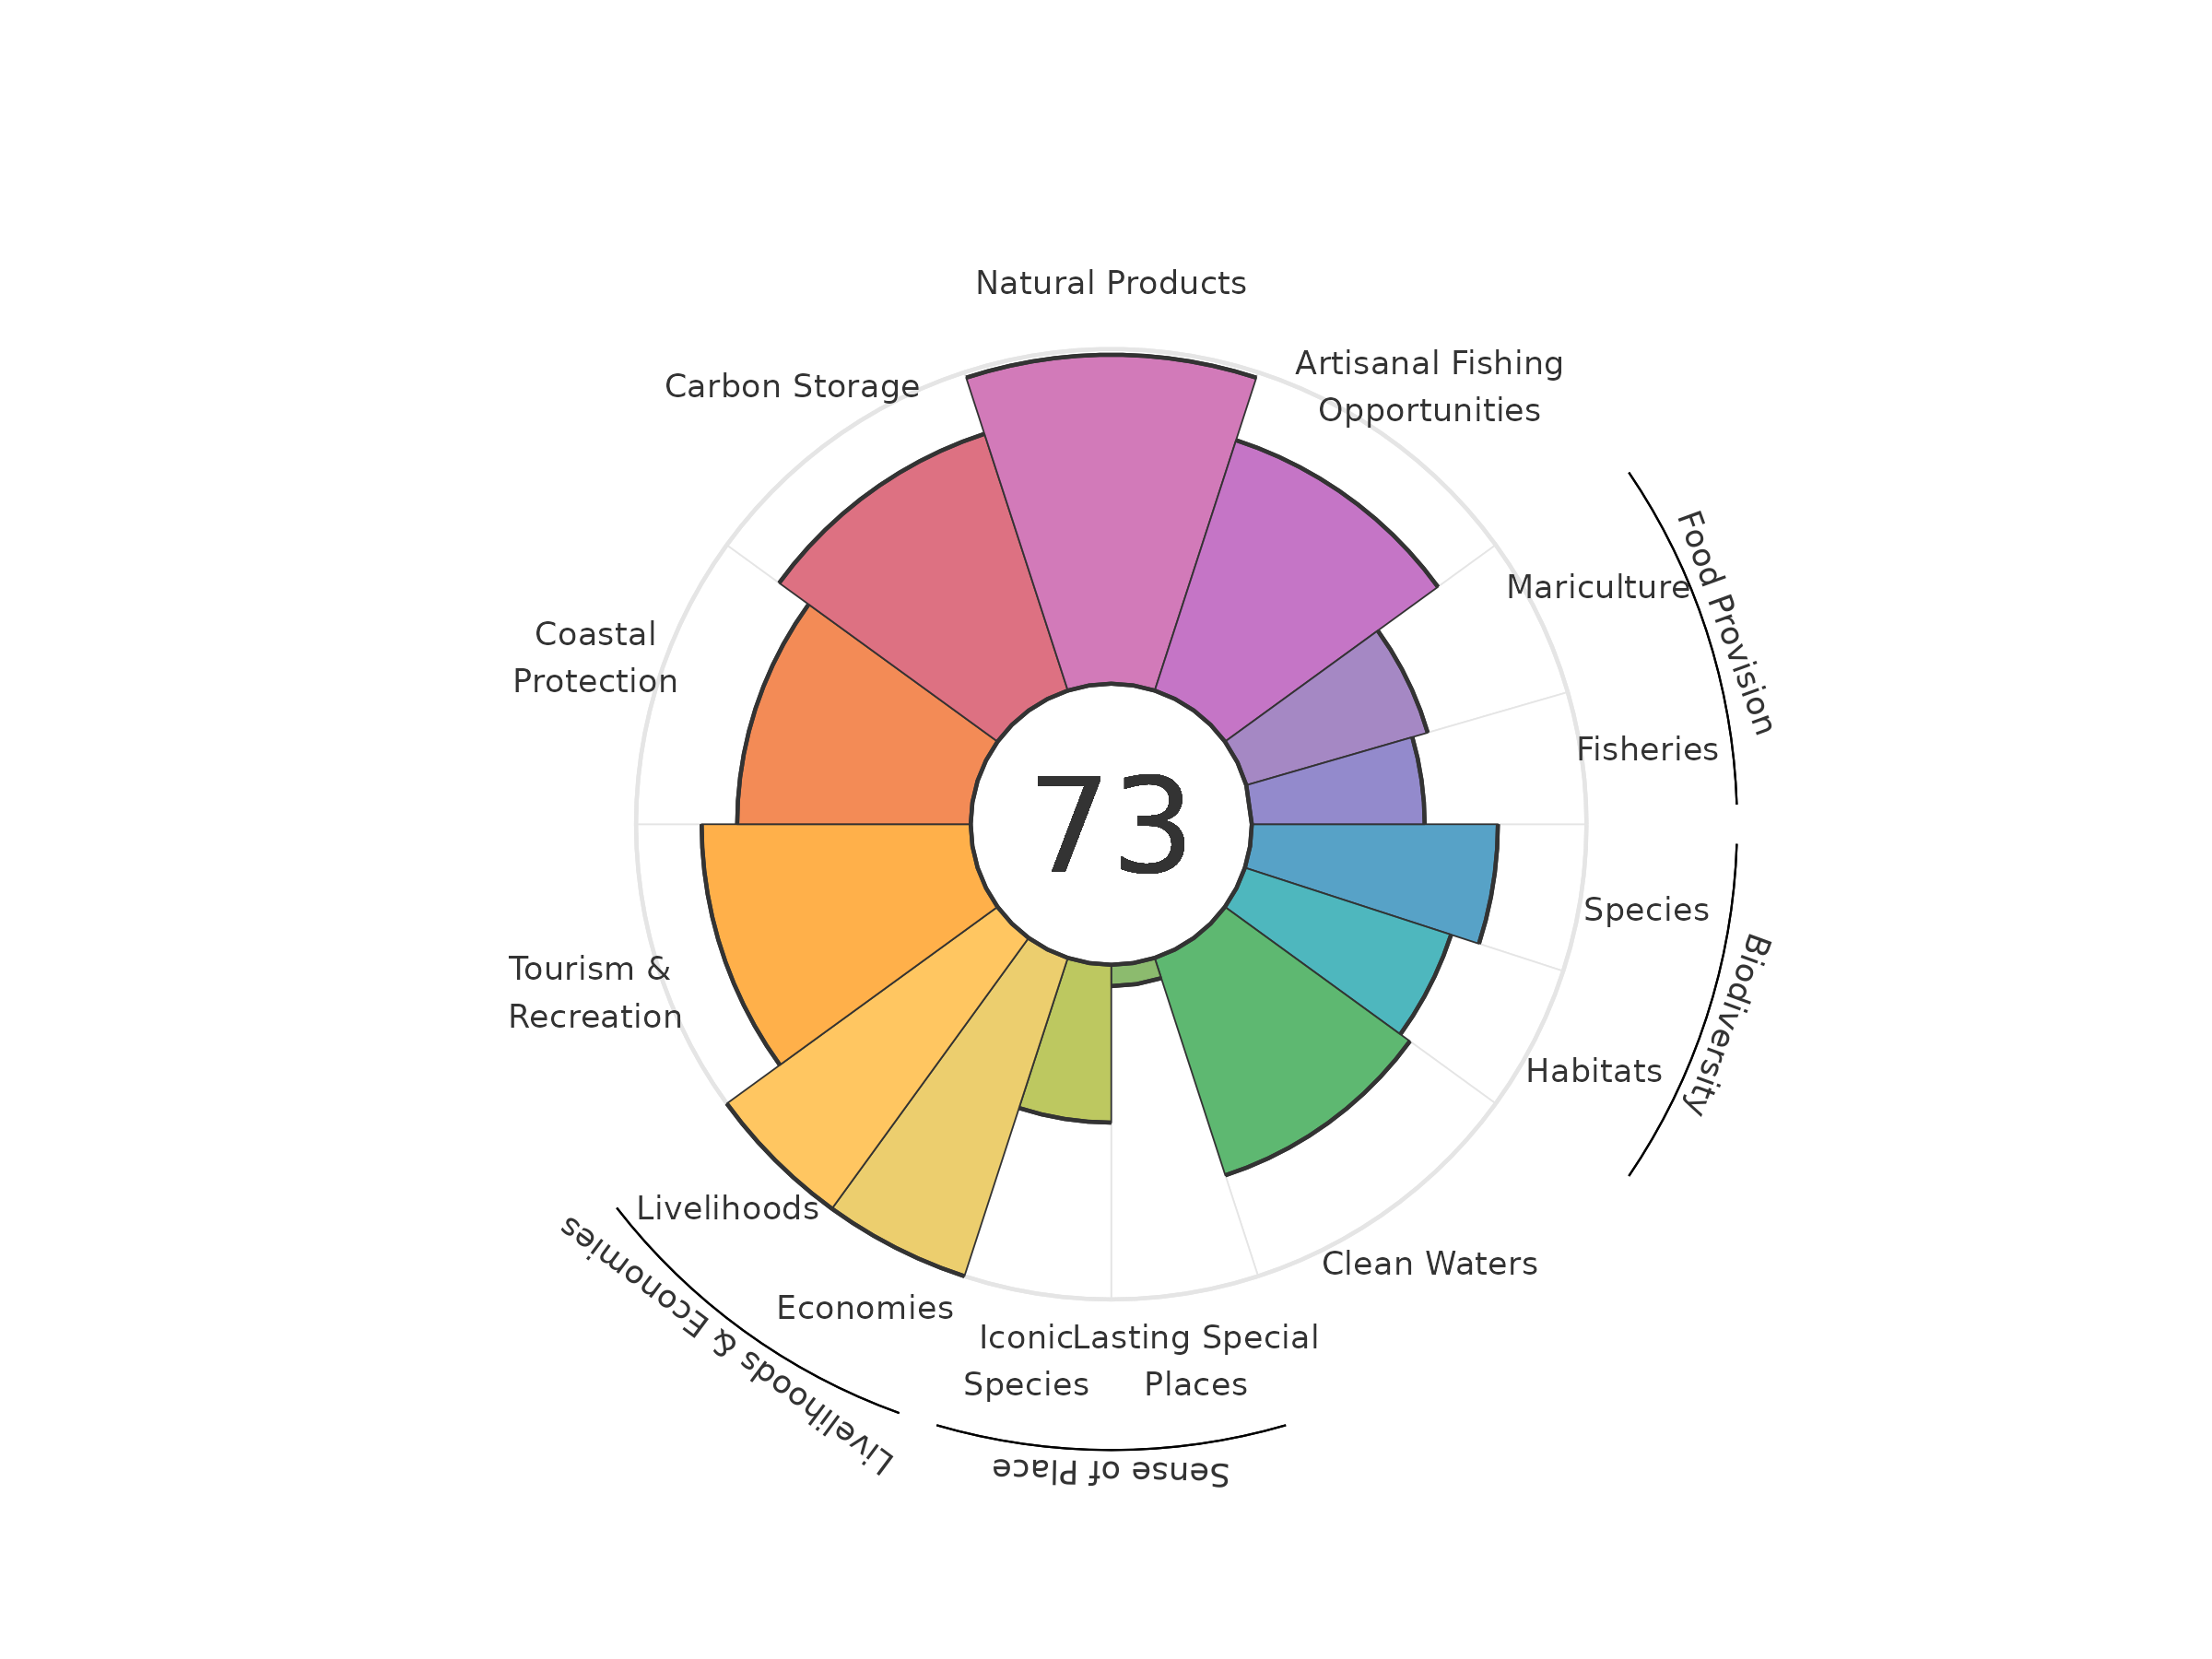 Natural Products
Artisanal Fishing
Opportunities
Carbon Storage
Mariculture
Food Provision
Coastal
Protection
Fisheries
73
Species
Biodiversity
Tourism &
Recreation
Habitats
Livelihoods
Clean Waters
Economies
Livelihoods & Economies
Iconic
Species
Lasting Special
Places
Sense of Place